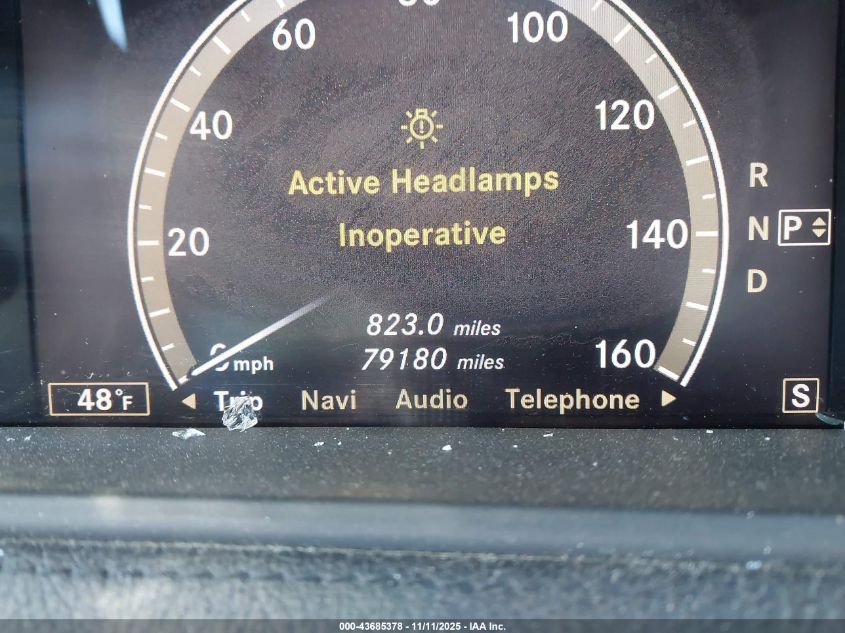 60
100
40
120
Active Headlamps
R
Inoperative
20
140
N P
D
823.0 miles
79180 miles
mph
160
48°F
Trip Navi Audio Telephone
S
000-43685378 - 11/11/2025 - IAA Inc.